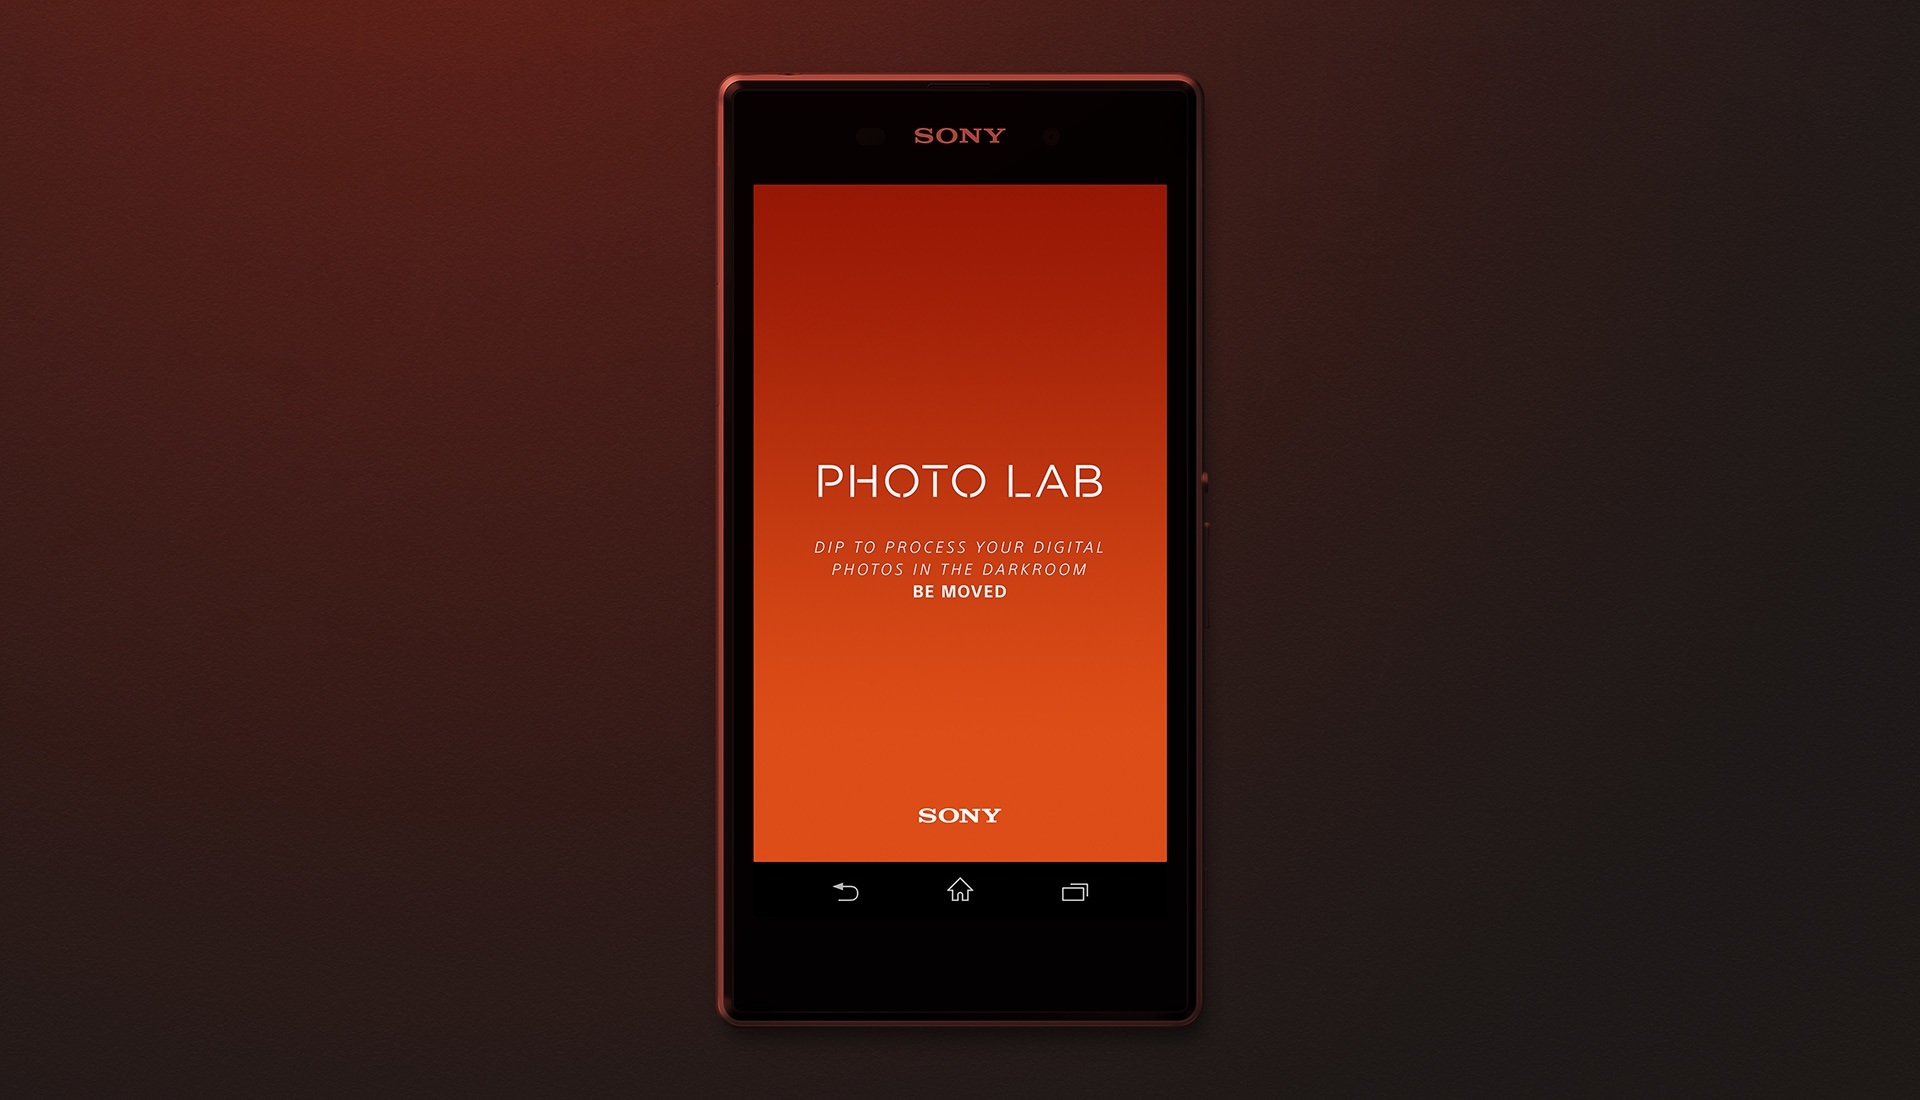 SONY
PHOTO LAB
DIP TO PROCESS YOUR DIGITAL
PHOTOS IN THE DARKROOM
BE MOVED
SONY